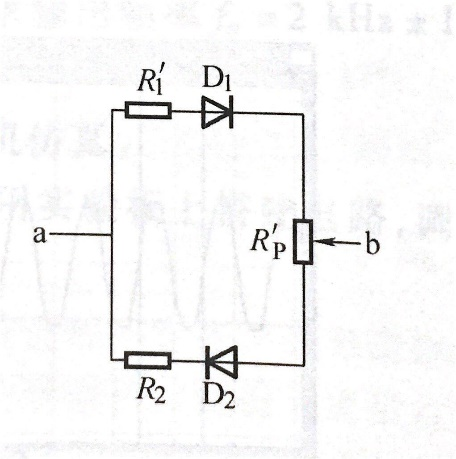 R₁′ D₁
a R′P b
R₂ D₂